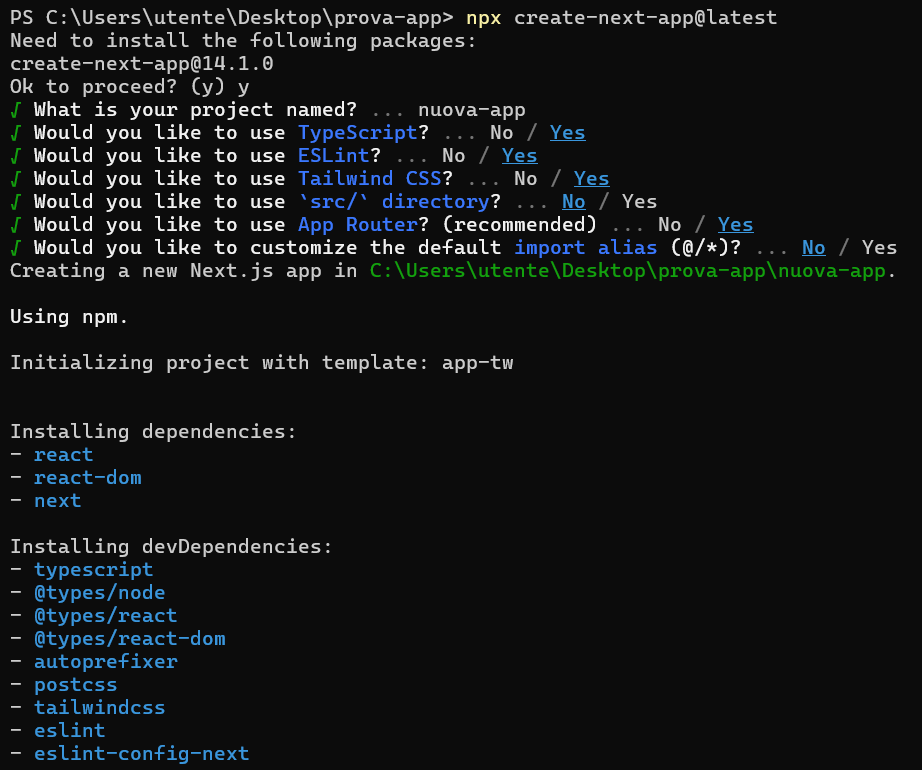 PS C:\Users\utente\Desktop\prova-app> npx create-next-app@latest
Need to install the following packages:
create-next-app@14.1.0
Ok to proceed? (y) y
√ What is your project named? ... nuova-app
√ Would you like to use TypeScript? ... No / Yes
√ Would you like to use ESLint? ... No / Yes
√ Would you like to use Tailwind CSS? ... No / Yes
√ Would you like to use `src/` directory? ... No / Yes
√ Would you like to use App Router? (recommended) ... No / Yes
√ Would you like to customize the default import alias (@/*)? ... No / Yes
Creating a new Next.js app in C:\Users\utente\Desktop\prova-app\nuova-app.
Using npm.
Initializing project with template: app-tw
Installing dependencies:
- react
- react-dom
- next
Installing devDependencies:
- typescript
- @types/node
- @types/react
- @types/react-dom
- autoprefixer
- postcss
- tailwindcss
- eslint
- eslint-config-next